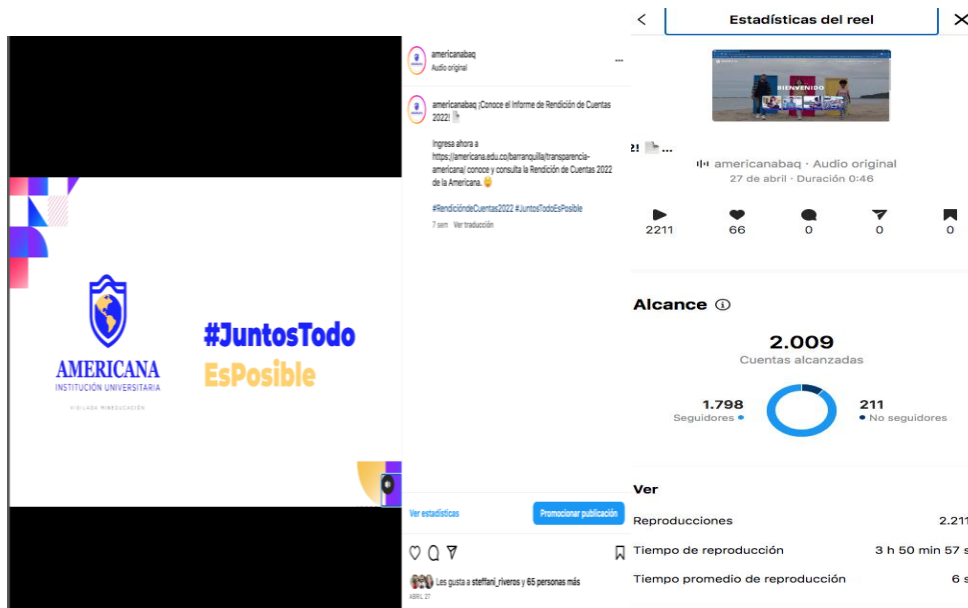 AMERICANA
INSTITUCIÓN UNIVERSITARIA
VIGILADA MINEDUCACIÓN
#JuntosTodo
EsPosible
americanabaq
Audio original
americanabaq ¡Conoce el Informe de Rendición de Cuentas
2022!
Ingresa ahora a
https://americana.edu.co/barranquilla/transparencia-
americana/ conoce y consulta la Rendición de Cuentas 2022
de la Americana.
#RendicióndeCuentas2022 #JuntosTodoEsPosible
7 sem Ver traducción
Ver estadísticas
Promocionar publicación
Les gusta a steffani_riveros y 65 personas más
ABRIL 27
Estadísticas del reel
BIENVENIDO
2! ...
americanabaq · Audio original
27 de abril · Duración 0:46
2211 66 0 0 0
Alcance
2.009
Cuentas alcanzadas
1.798
Seguidores
211
No seguidores
Ver
Reproducciones 2.211
Tiempo de reproducción 3 h 50 min 57 s
Tiempo promedio de reproducción 6 s